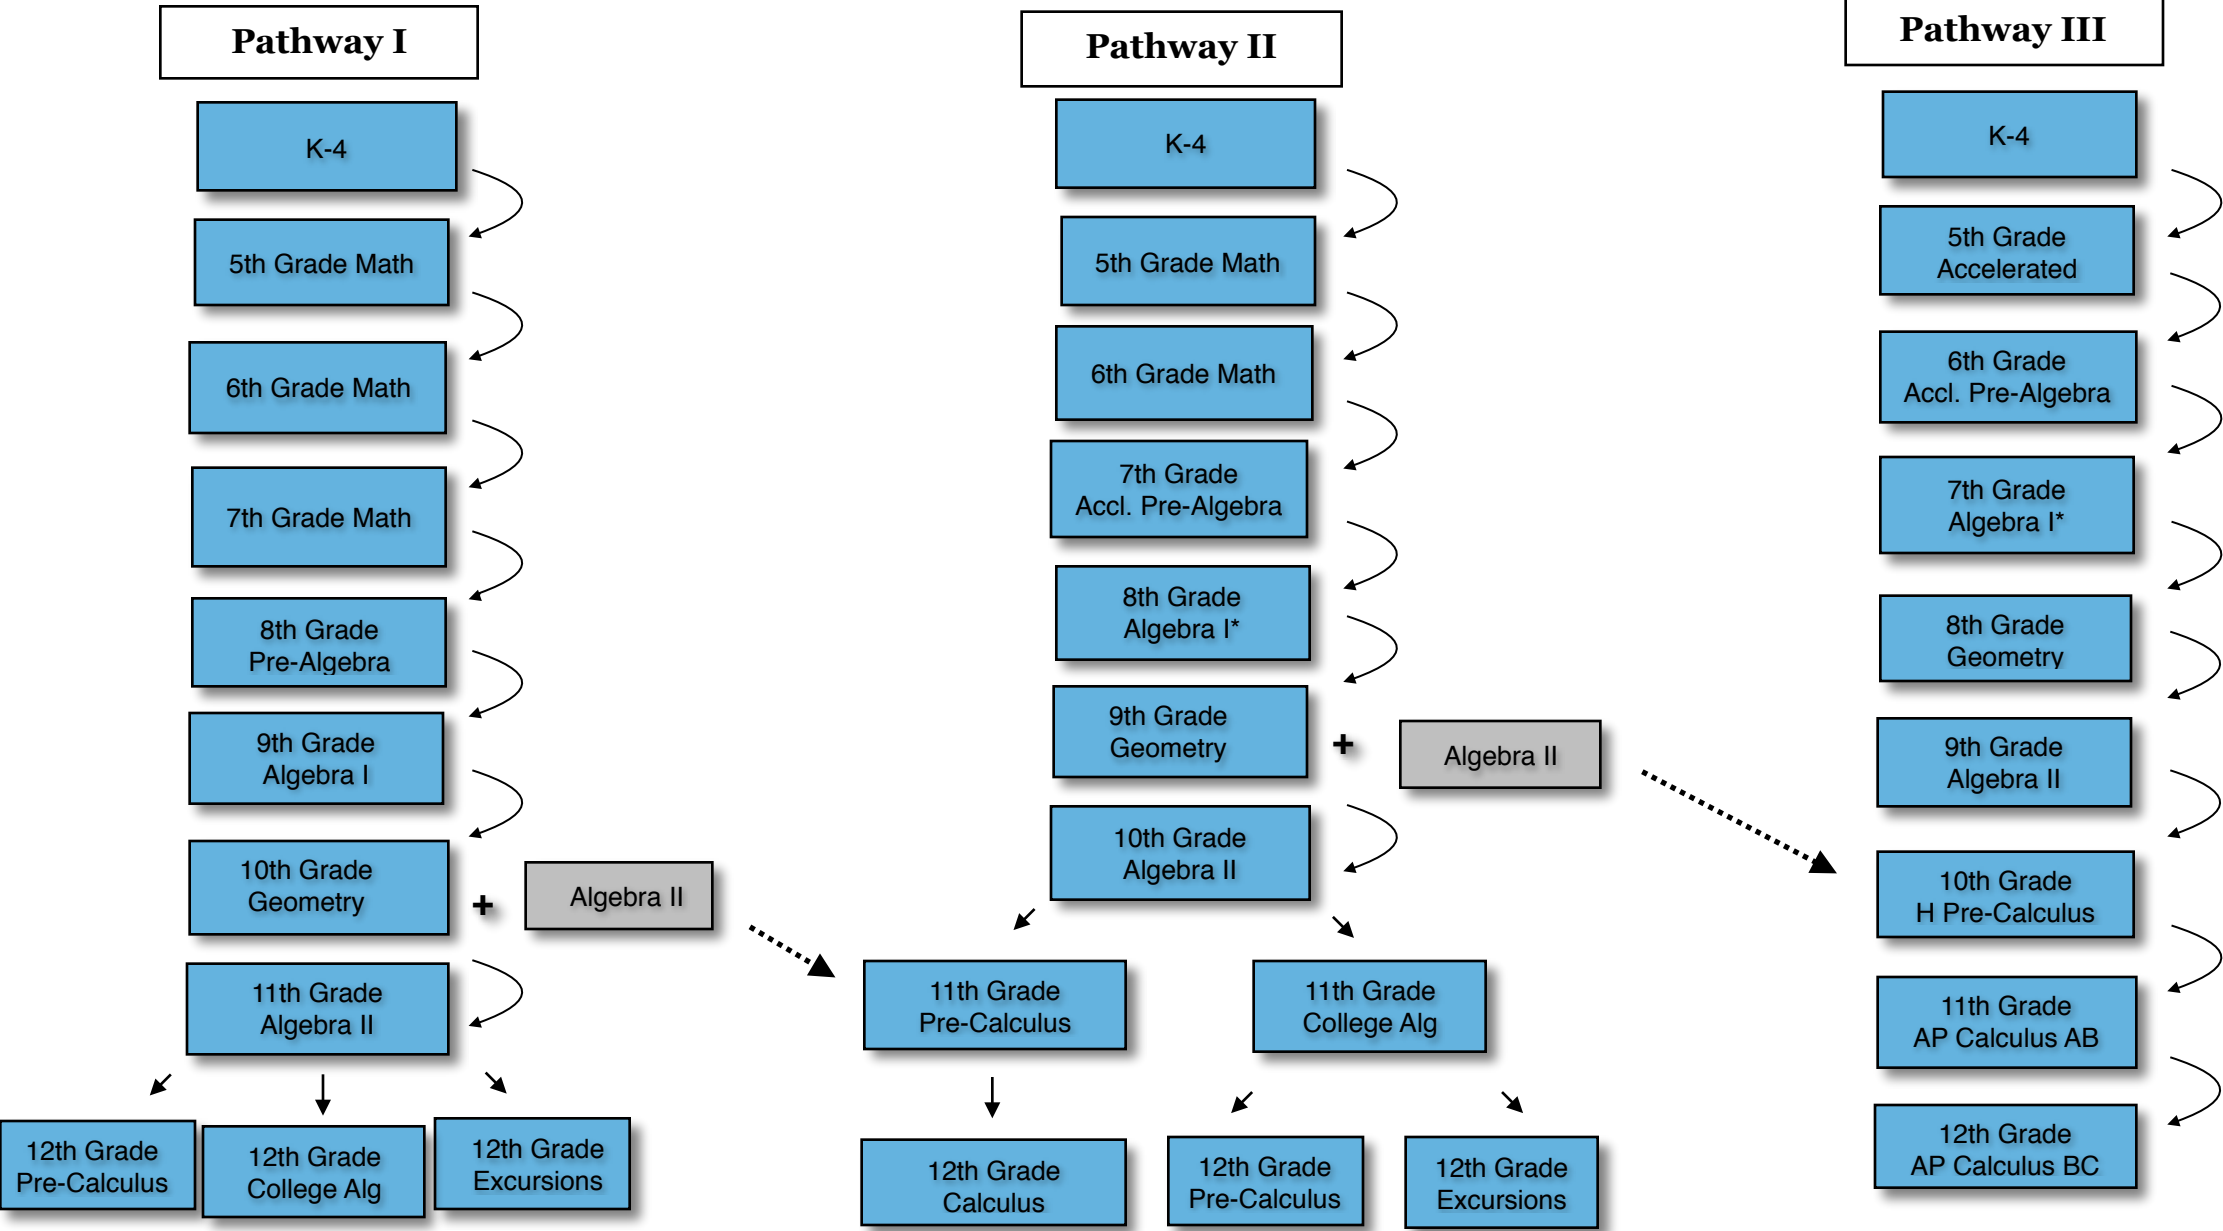 Pathway I
K-4
5th Grade Math
6th Grade Math
7th Grade Math
8th Grade
Pre-Algebra
9th Grade
Algebra I
10th Grade
Geometry
+
Algebra II
11th Grade
Algebra II
12th Grade
Pre-Calculus
12th Grade
College Alg
12th Grade
Excursions
Pathway II
K-4
5th Grade Math
6th Grade Math
7th Grade
Accl. Pre-Algebra
8th Grade
Algebra I*
9th Grade
Geometry
+
Algebra II
10th Grade
Algebra II
11th Grade
Pre-Calculus
11th Grade
College Alg
12th Grade
Calculus
12th Grade
Pre-Calculus
12th Grade
Excursions
Pathway III
K-4
5th Grade
Accelerated
6th Grade
Accl. Pre-Algebra
7th Grade
Algebra I*
8th Grade
Geometry
9th Grade
Algebra II
10th Grade
H Pre-Calculus
11th Grade
AP Calculus AB
12th Grade
AP Calculus BC